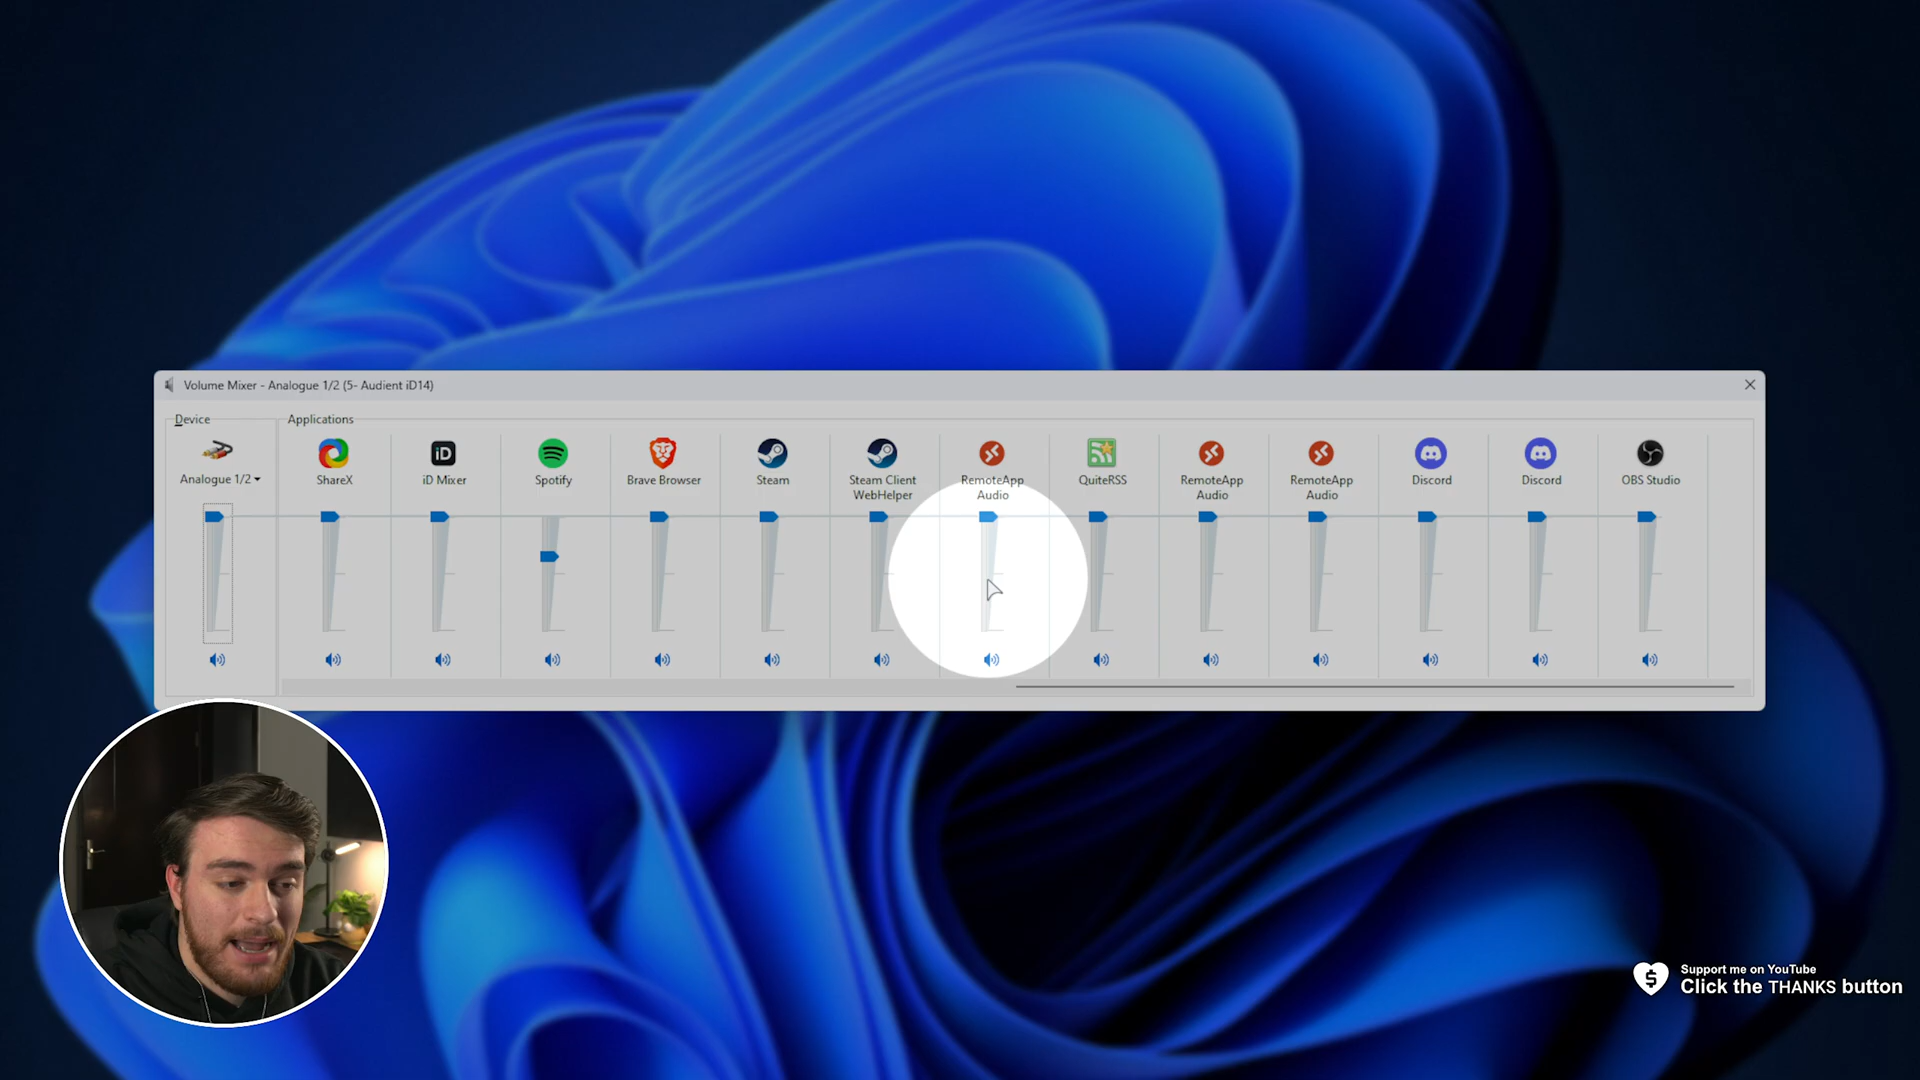 Volume Mixer - Analogue 1/2 (5- Audient iD14)
Device
Applications
Analogue 1/2
ShareX
iD
iD Mixer
Spotify
Brave Browser
Steam
Steam Client
WebHelper
RemoteApp
Audio
QuiteRSS
RemoteApp
Audio
RemoteApp
Audio
Discord
Discord
OBS Studio
Support me on YouTube
Click the THANKS button